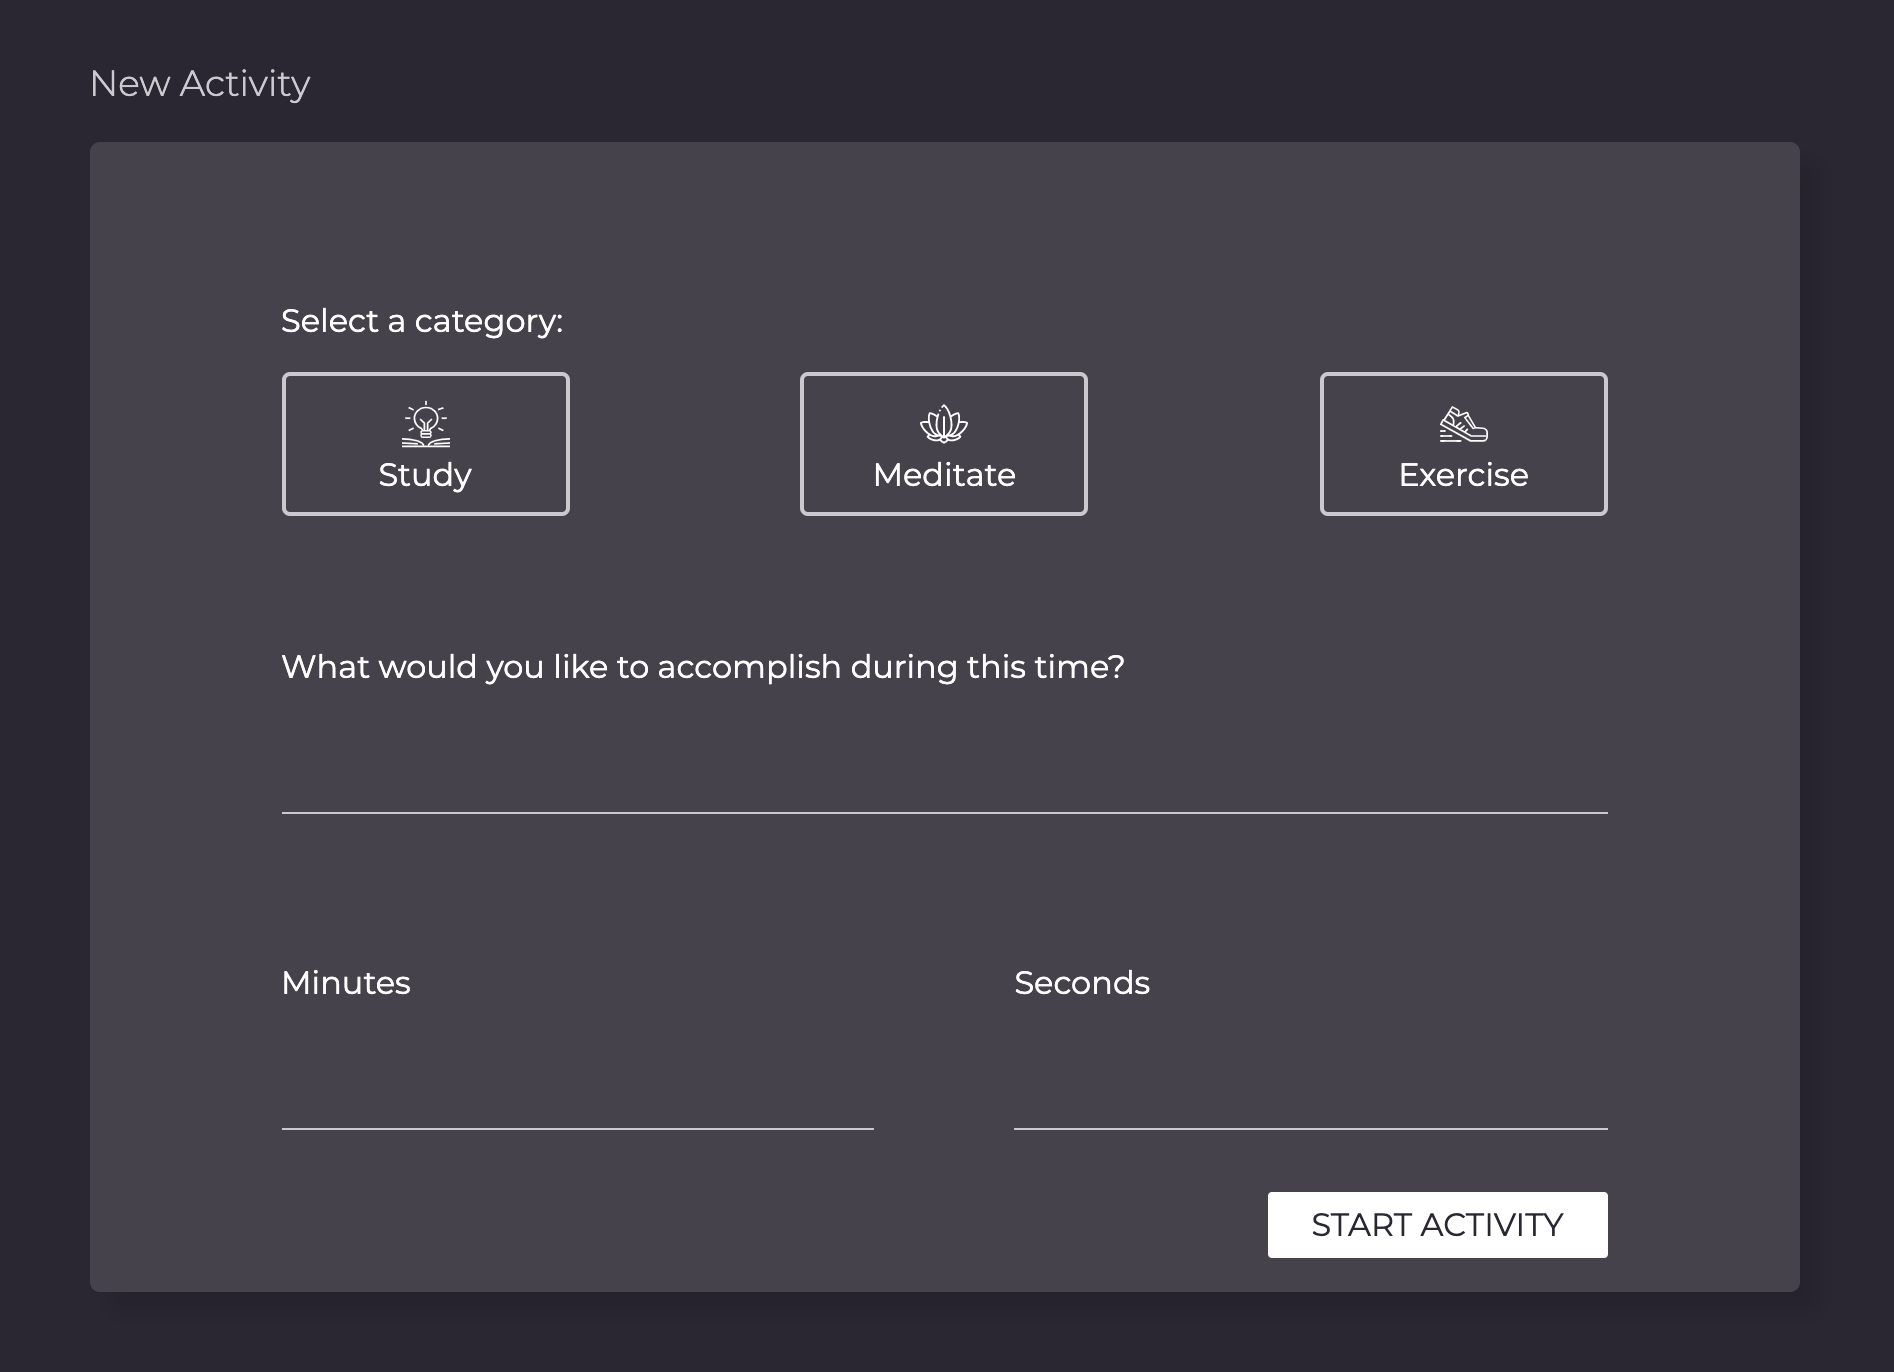 New Activity
Select a category:
Study
Meditate
Exercise
What would you like to accomplish during this time?
Minutes
Seconds
START ACTIVITY